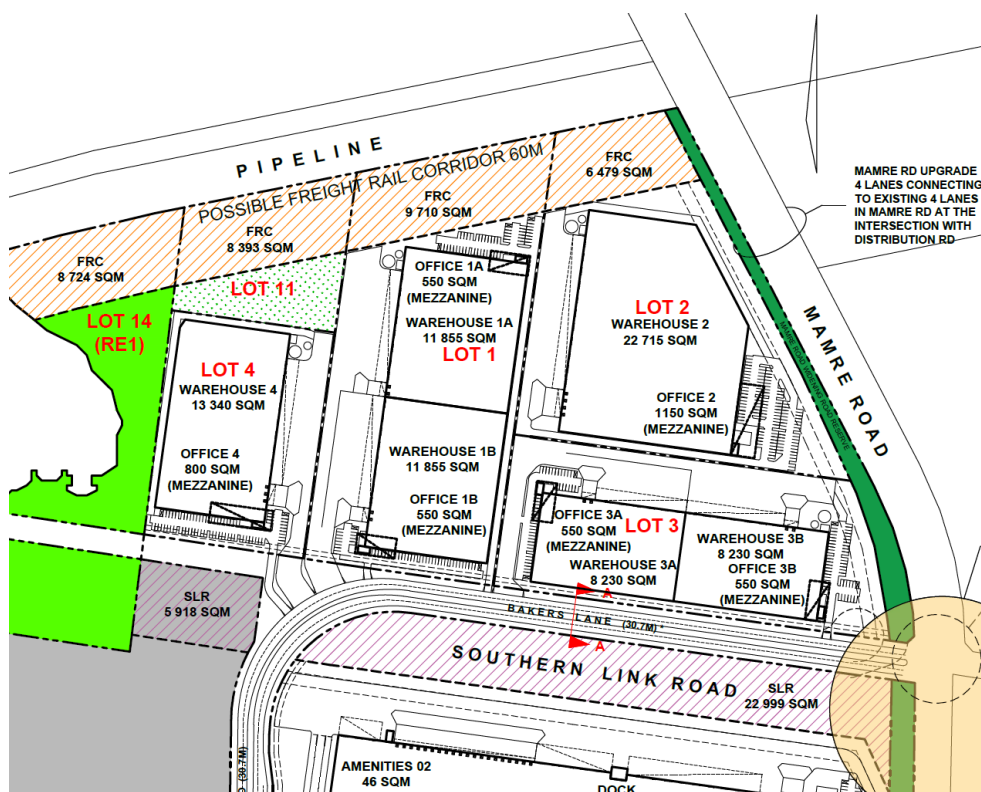 PIPELINE
POSSIBLE FREIGHT RAIL CORRIDOR 60M
FRC
6 479 SQM
FRC
9 710 SQM
FRC
8 393 SQM
FRC
8 724 SQM
MAMRE RD UPGRADE
4 LANES CONNECTING
TO EXISTING 4 LANES
IN MAMRE RD AT THE
INTERSECTION WITH
DISTRIBUTION RD
MAMRE ROAD
MAMRE ROAD WIDENING ROAD RESERVE
LOT 11
LOT 14
(RE1)
OFFICE 1A
550 SQM
(MEZZANINE)
WAREHOUSE 1A
11 855 SQM
LOT 1
LOT 2
WAREHOUSE 2
22 715 SQM
OFFICE 2
1150 SQM
(MEZZANINE)
LOT 4
WAREHOUSE 4
13 340 SQM
OFFICE 4
800 SQM
(MEZZANINE)
WAREHOUSE 1B
11 855 SQM
OFFICE 1B
550 SQM
(MEZZANINE)
OFFICE 3A
550 SQM
(MEZZANINE)
LOT 3
WAREHOUSE 3A
8 230 SQM
WAREHOUSE 3B
8 230 SQM
OFFICE 3B
550 SQM
(MEZZANINE)
SLR
5 918 SQM
A
BAKERS LANE (30.7M)
A
SOUTHERN LINK ROAD
SLR
22 999 SQM
(30.7M)
AMENITIES 02
46 SQM
DOCK